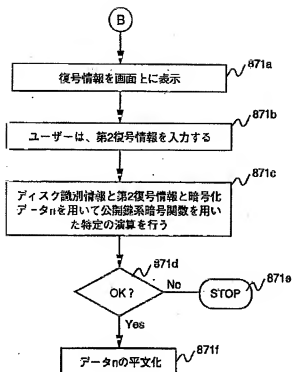 B
復号情報を画面上に表示
871a
ユーザーは、第2復号情報を入力する
871b
ディスク識別情報と第2復号情報と暗号化
データnを用いて公開鍵系暗号関数を用い
た特定の演算を行う
871c
OK?
871d
No
STOP
871e
Yes
データnの平文化
871f